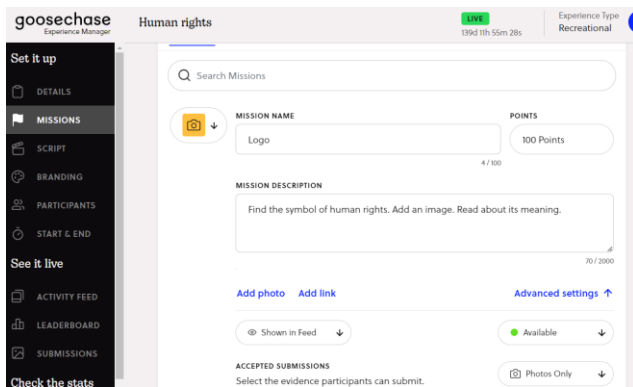 goosechase
Experience Manager
Human rights
LIVE
139d 11h 55m 28s
Experience Type
Recreational
Set it up
DETAILS
MISSIONS
SCRIPT
BRANDING
PARTICIPANTS
START & END
See it live
ACTIVITY FEED
LEADERBOARD
SUBMISSIONS
Check the stats
Search Missions
MISSION NAME
POINTS
Logo
100 Points
4 / 100
MISSION DESCRIPTION
Find the symbol of human rights. Add an image. Read about its meaning.
70 / 2000
Add photo Add link
Advanced settings
Shown in Feed
Available
ACCEPTED SUBMISSIONS
Select the evidence participants can submit.
Photos Only